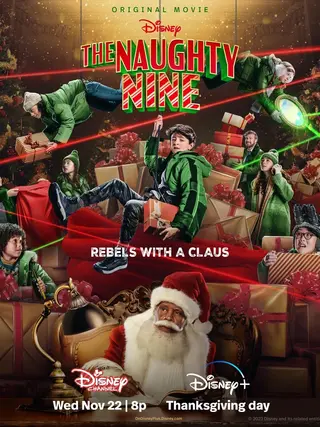 ORIGINAL MOVIE
Disney
THE NAUGHTY
NINE
REBELS WITH A CLAUS
Disney
CHANNEL
Wed Nov 22 | 8p
Disney+
Thanksgiving day